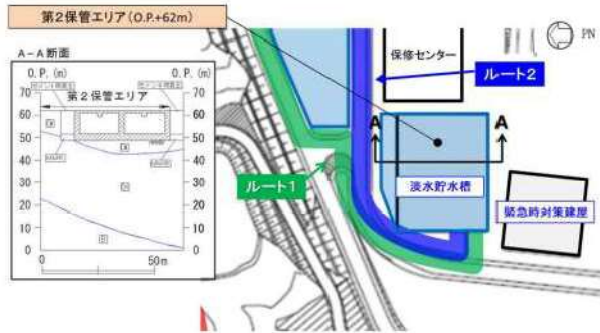 第2保管エリア(O.P.+62m)
A-A断面
O.P. (m)
O.P. (m)
第2保管エリア
70
60
50
40
30
20
10
0
70
60
50
40
30
20
10
0
0
50m
保修センター
PN
ルート2
A
A
ルート1
淡水貯水槽
緊急時対策建屋